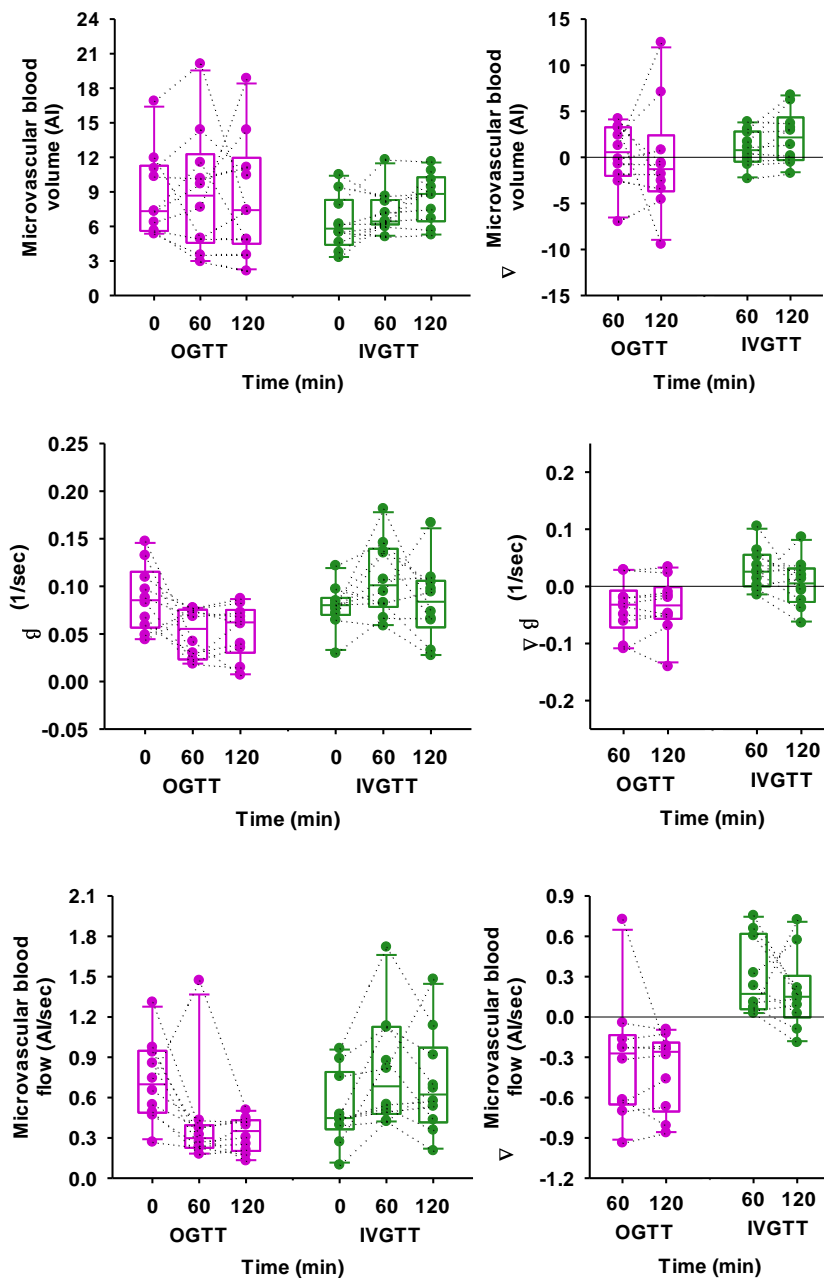 Microvascular blood
volume (AI)
24
21
18
15
12
9
6
3
0
0 60 120 0 60 120
OGTT IVGTT
Time (min)
∇ Microvascular blood
volume (AI)
15
10
5
0
-5
-10
-15
60 120 60 120
OGTT IVGTT
Time (min)
β (1/sec)
0.25
0.20
0.15
0.10
0.05
0.00
-0.05
0 60 120 0 60 120
OGTT IVGTT
Time (min)
∇ β (1/sec)
0.2
0.1
0.0
-0.1
-0.2
60 120 60 120
OGTT IVGTT
Time (min)
Microvascular blood
flow (AI/sec)
2.1
1.8
1.5
1.2
0.9
0.6
0.3
0.0
0 60 120 0 60 120
OGTT IVGTT
Time (min)
∇ Microvascular blood
flow (AI/sec)
0.9
0.6
0.3
0.0
-0.3
-0.6
-0.9
-1.2
60 120 60 120
OGTT IVGTT
Time (min)